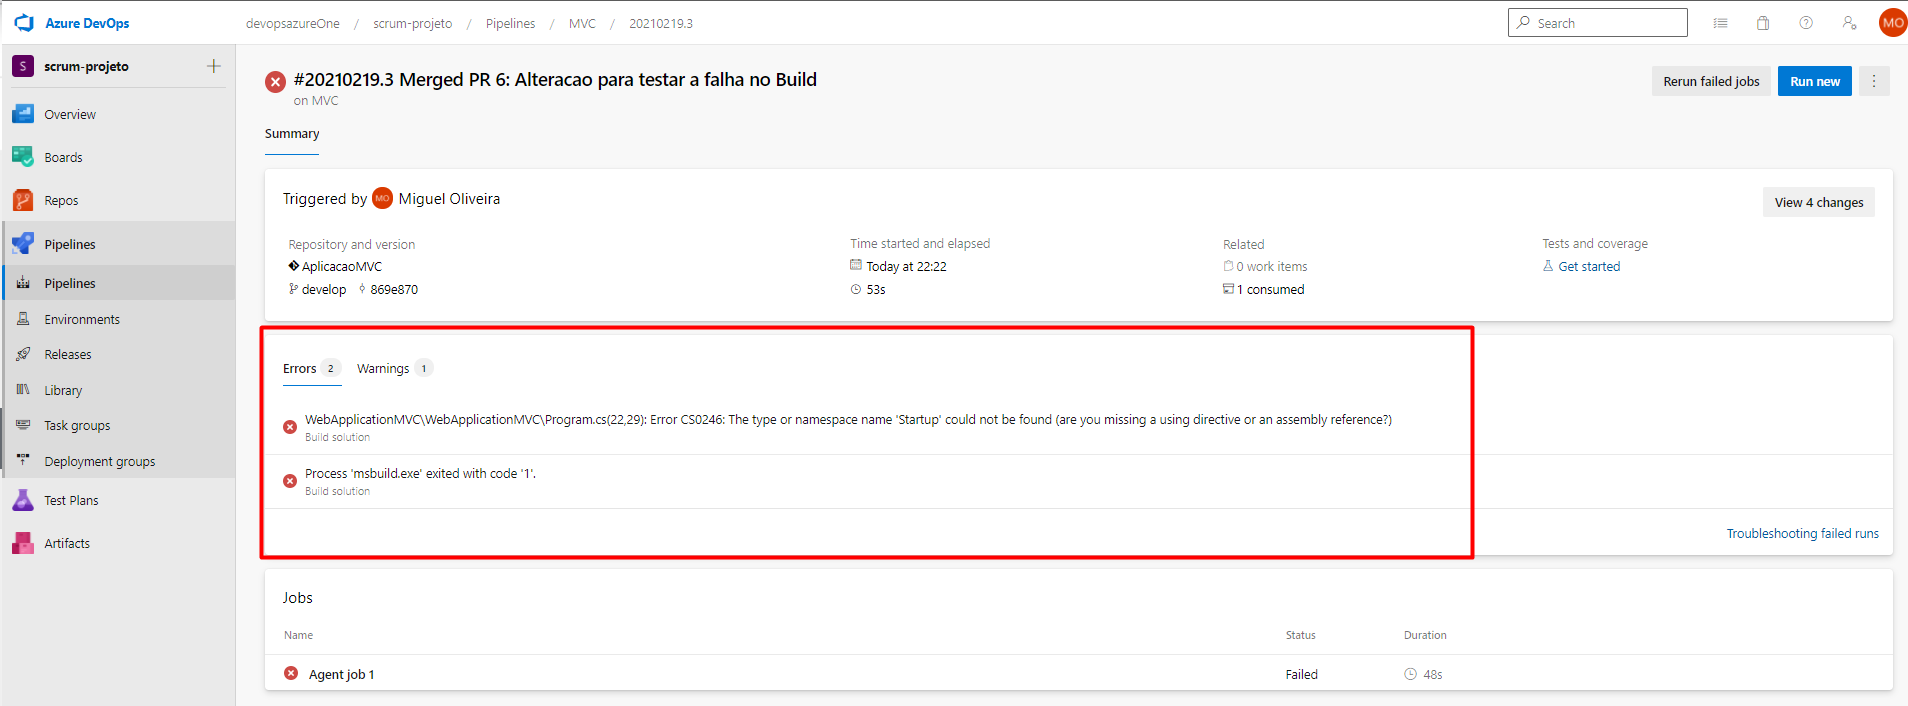 Azure DevOps
devopsazureOne / scrum-projeto / Pipelines / MVC / 20210219.3
Search
MO
S scrum-projeto
Overview
Boards
Repos
Pipelines
Pipelines
Environments
Releases
Library
Task groups
Deployment groups
Test Plans
Artifacts
#20210219.3 Merged PR 6: Alteracao para testar a falha no Build
on MVC
Rerun failed jobs
Run new
Summary
Triggered by MO Miguel Oliveira
View 4 changes
Repository and version
AplicacaoMVC
develop 869e870
Time started and elapsed
Today at 22:22
53s
Related
0 work items
1 consumed
Tests and coverage
Get started
Errors 2 Warnings 1
WebApplicationMVC\WebApplicationMVC\Program.cs(22,29): Error CS0246: The type or namespace name 'Startup' could not be found (are you missing a using directive or an assembly reference?)
Build solution
Process 'msbuild.exe' exited with code '1'.
Build solution
Troubleshooting failed runs
Jobs
Name Status Duration
Agent job 1 Failed 48s